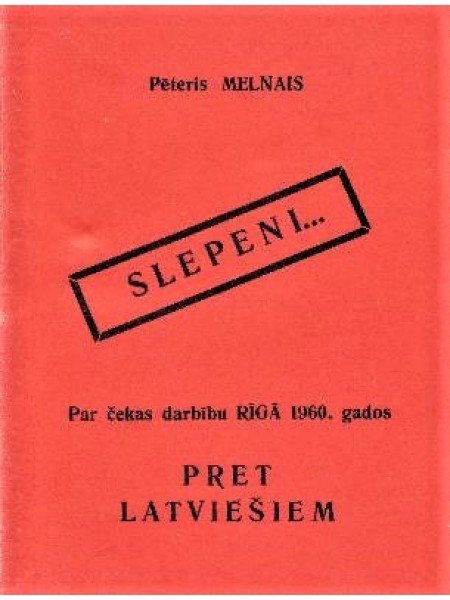 Pēteris MELNAIS
SLEPENI...
Par čekas darbību RĪGĀ 1960. gados
PRET
LATVIEŠIEM